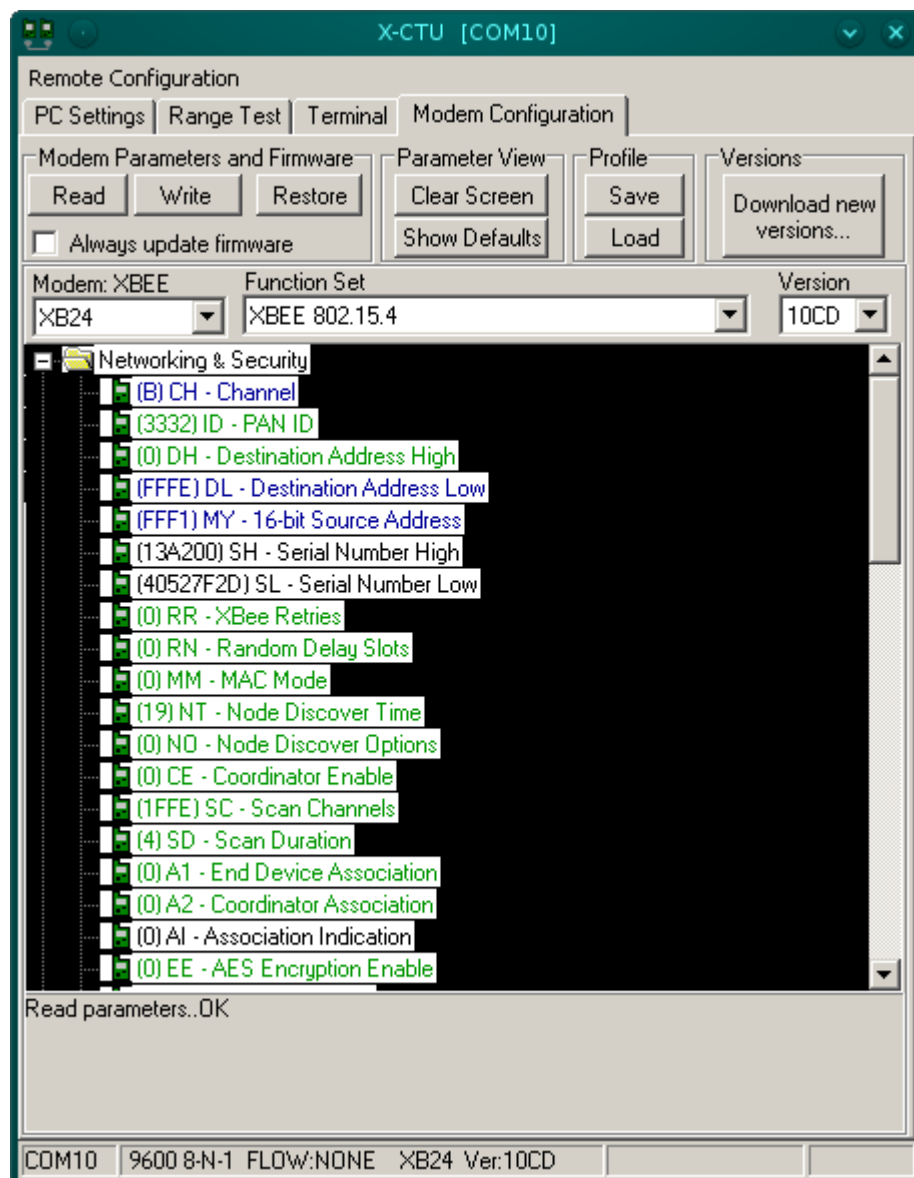 X-CTU [COM10]
Remote Configuration
PC Settings Range Test Terminal Modem Configuration
Modem Parameters and Firmware Parameter View Profile Versions
Read Write Restore Clear Screen Save Download new versions...
Always update firmware Show Defaults Load
Modem: XBEE Function Set Version
XB24 XBEE 802.15.4 10CD
Networking & Security
(B) CH - Channel
(3332) ID - PAN ID
(0) DH - Destination Address High
(FFFE) DL - Destination Address Low
(FFF1) MY - 16-bit Source Address
(13A200) SH - Serial Number High
(40527F2D) SL - Serial Number Low
(0) RR - XBee Retries
(0) RN - Random Delay Slots
(0) MM - MAC Mode
(19) NT - Node Discover Time
(0) NO - Node Discover Options
(0) CE - Coordinator Enable
(1FFE) SC - Scan Channels
(4) SD - Scan Duration
(0) A1 - End Device Association
(0) A2 - Coordinator Association
(0) AI - Association Indication
(0) EE - AES Encryption Enable
Read parameters..OK
COM10 9600 8-N-1 FLOW:NONE XB24 Ver:10CD